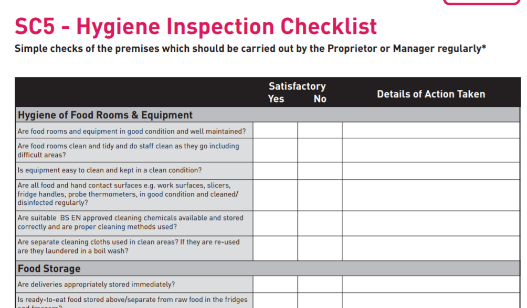 SC5 - Hygiene Inspection Checklist
Simple checks of the premises which should be carried out by the Proprietor or Manager regularly*
Satisfactory
Yes No
Details of Action Taken
Hygiene of Food Rooms & Equipment
Are food rooms and equipment in good condition and well maintained?
Are food rooms clean and tidy and do staff clean as they go including
difficult areas?
Is equipment easy to clean and kept in a clean condition?
Are all food and hand contact surfaces e.g. work surfaces, slicers,
fridge handles, probe thermometers, in good condition and cleaned/
disinfected regularly?
Are suitable BS EN approved cleaning chemicals available and stored
correctly and are proper cleaning methods used?
Are separate cleaning cloths used in clean areas? If they are re-used
are they laundered in a boil wash?
Food Storage
Are deliveries appropriately stored immediately?
Is ready-to-eat food stored above/separate from raw food in the fridges